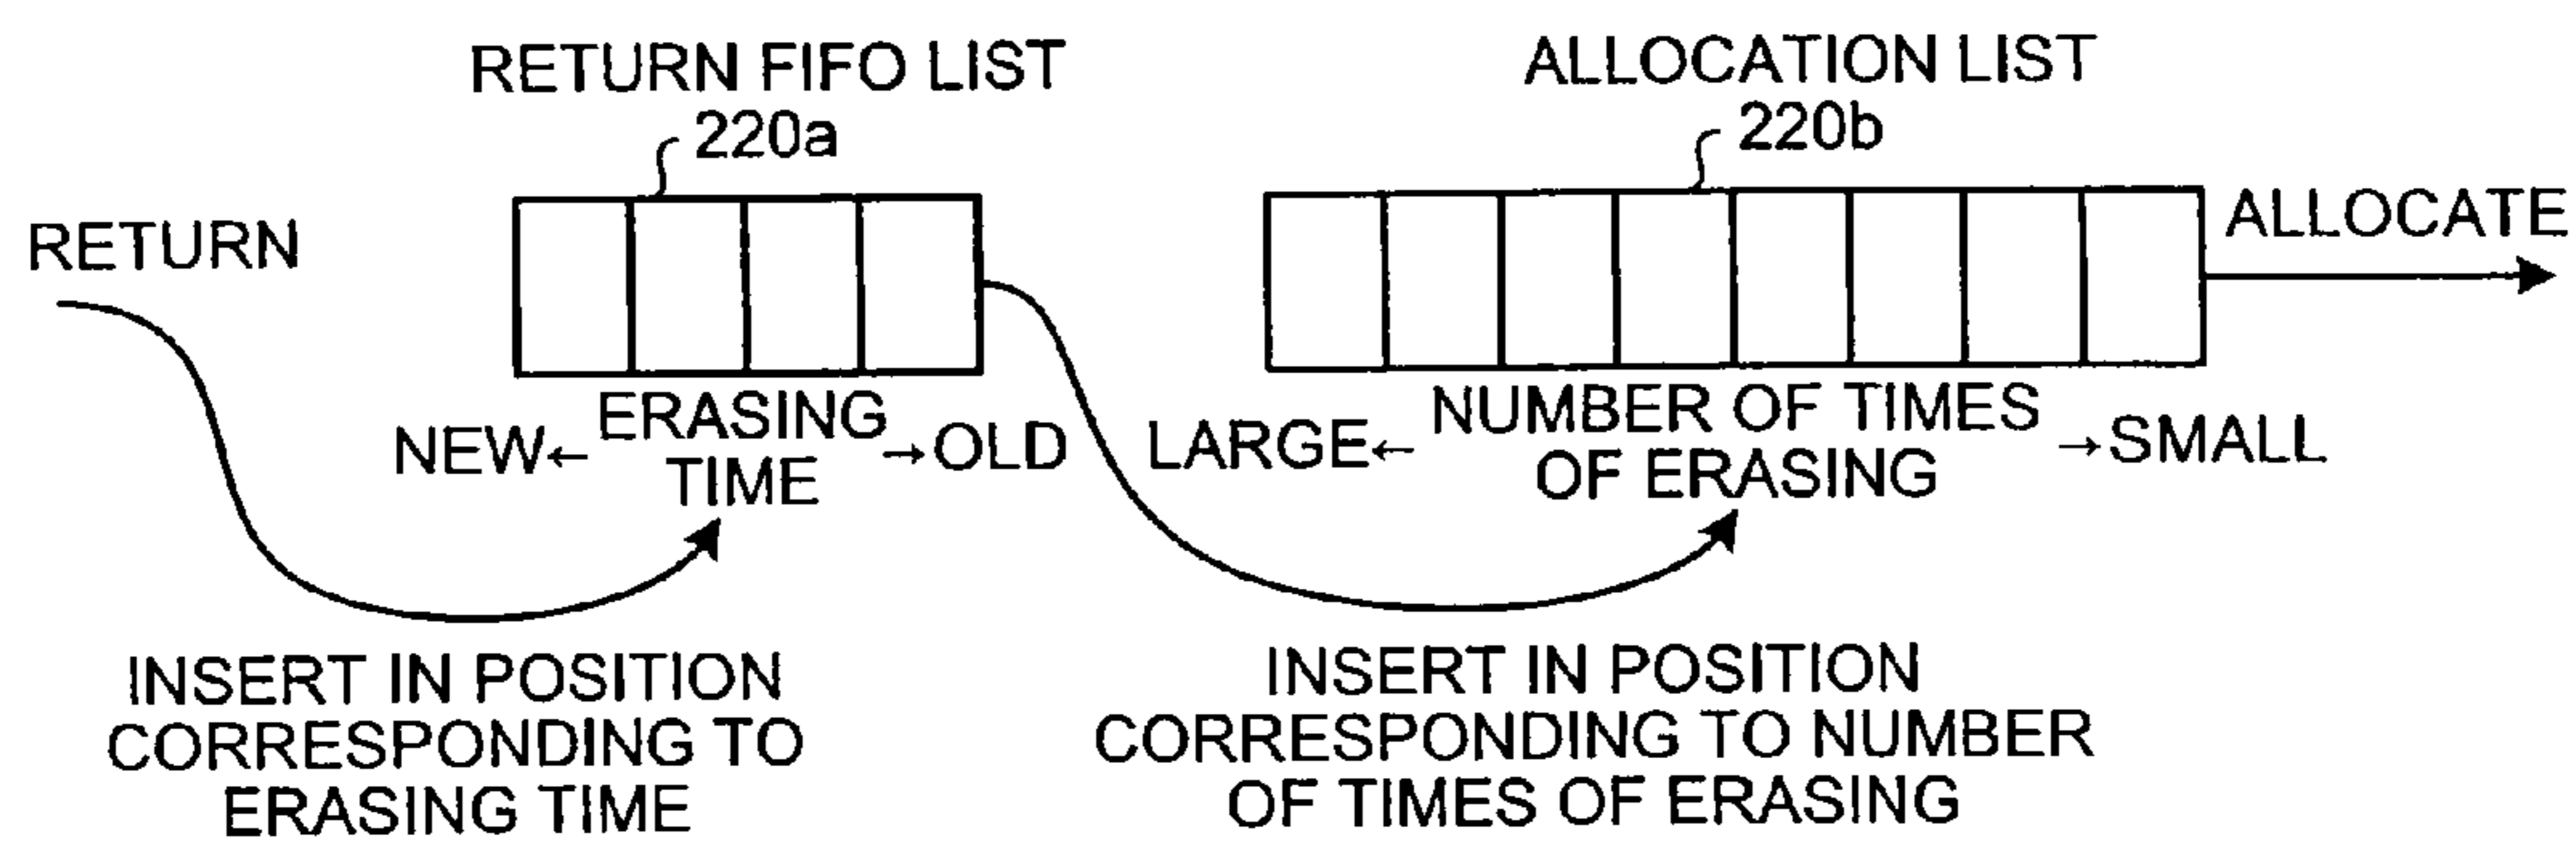 RETURN FIFO LIST
220a
ALLOCATION LIST
220b
RETURN
ALLOCATE
NEW← ERASING TIME →OLD
LARGE← NUMBER OF TIMES OF ERASING →SMALL
INSERT IN POSITION
CORRESPONDING TO
ERASING TIME
INSERT IN POSITION
CORRESPONDING TO NUMBER
OF TIMES OF ERASING